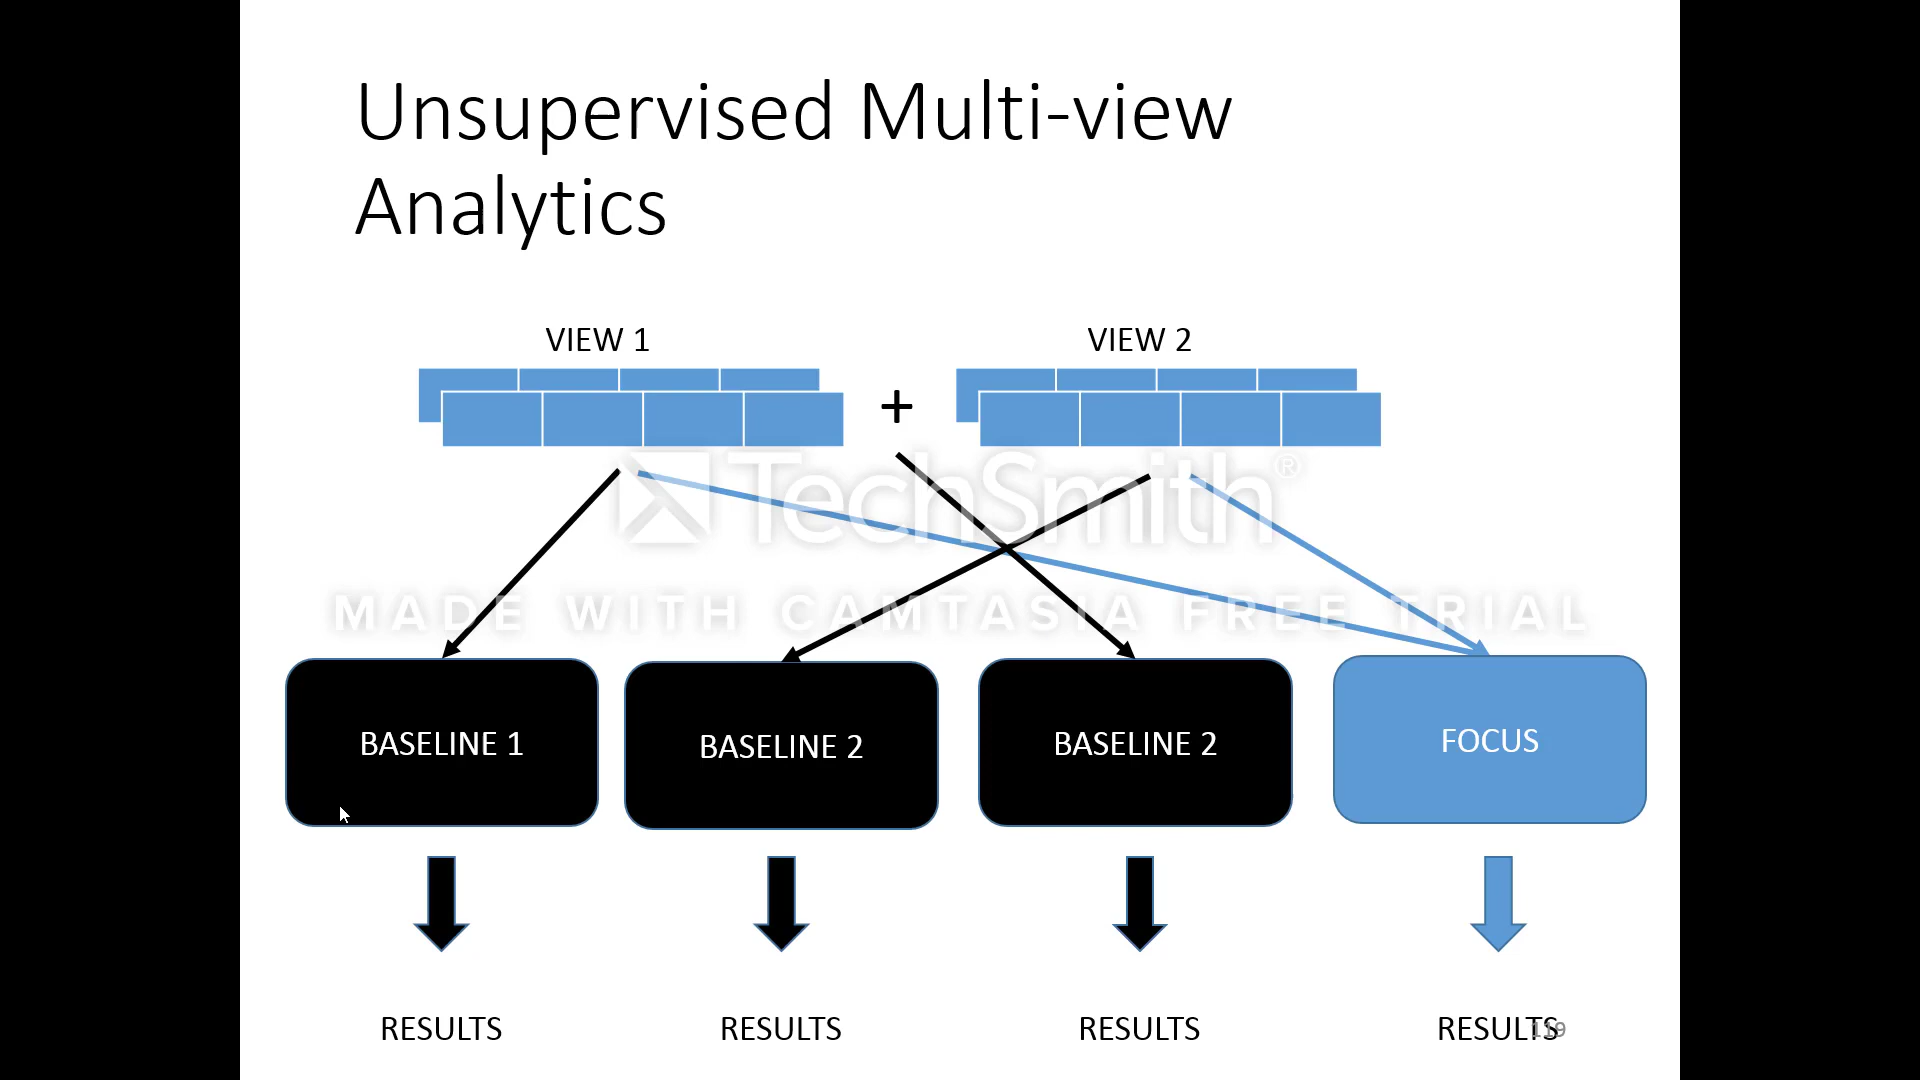 Unsupervised Multi-view
Analytics
VIEW 1
VIEW 2
+
TechSmith®
MADE WITH CAMTASIA FREE TRIAL
BASELINE 1
BASELINE 2
BASELINE 2
FOCUS
RESULTS
RESULTS
RESULTS
RESULTS
119